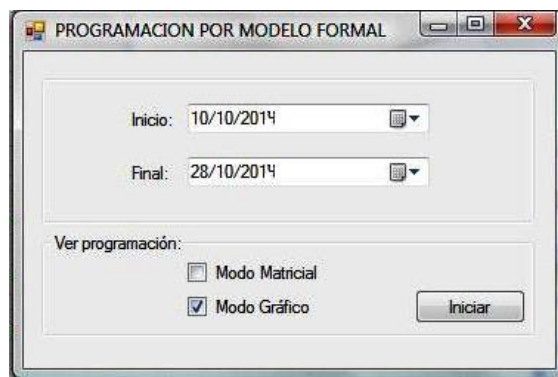 PROGRAMACION POR MODELO FORMAL
Inicio: 10/10/2014
Final: 28/10/2014
Ver programación:
Modo Matricial
Modo Gráfico
Iniciar